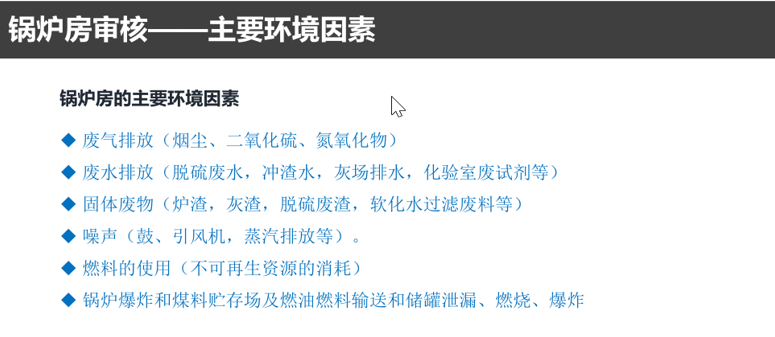 锅炉房审核——主要环境因素
锅炉房的主要环境因素
◆ 废气排放（烟尘、二氧化硫、氮氧化物）
◆ 废水排放（脱硫废水，冲渣水，灰场排水，化验室废试剂等）
◆ 固体废物（炉渣，灰渣，脱硫废渣，软化水过滤废料等）
◆ 噪声（鼓、引风机，蒸汽排放等）。
◆ 燃料的使用（不可再生资源的消耗）
◆ 锅炉爆炸和煤料贮存场及燃油燃料输送和储罐泄漏、燃烧、爆炸